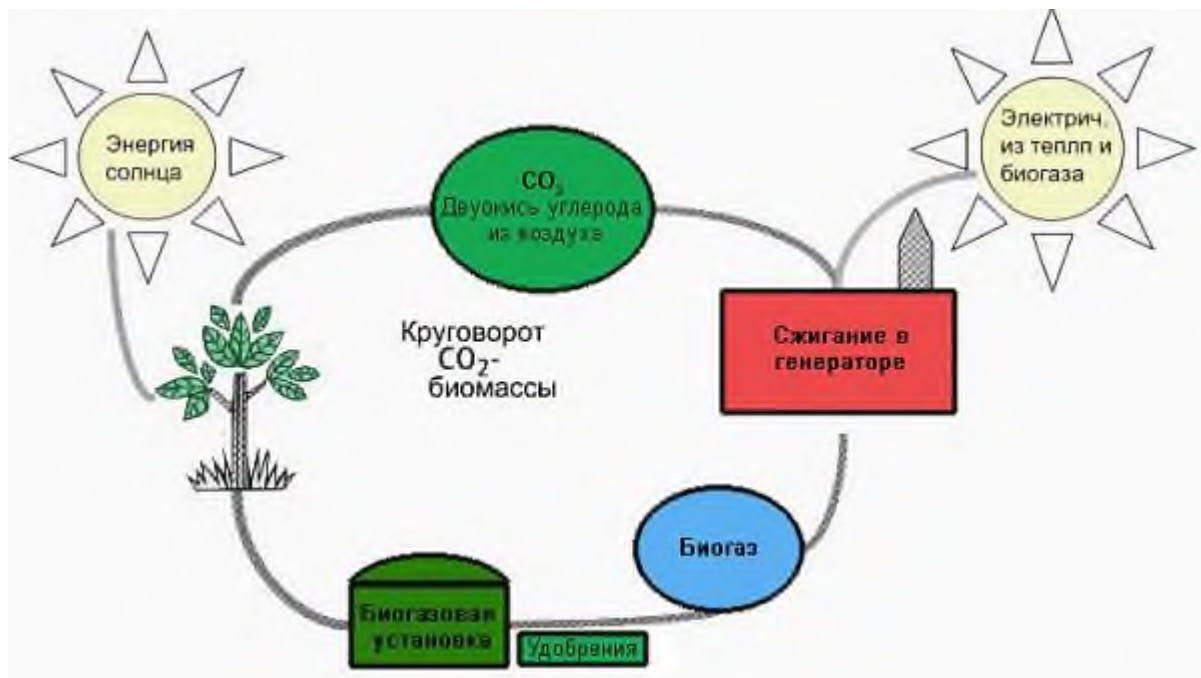 Энергия
солнца
CO₂
Двуокись углерода
из воздуха
Электрич.
из теплп и
биогаза
Круговорот
CO₂-
биомассы
Сжигание в
генераторе
Биогаз
Биогазовая
установка
Удобрения